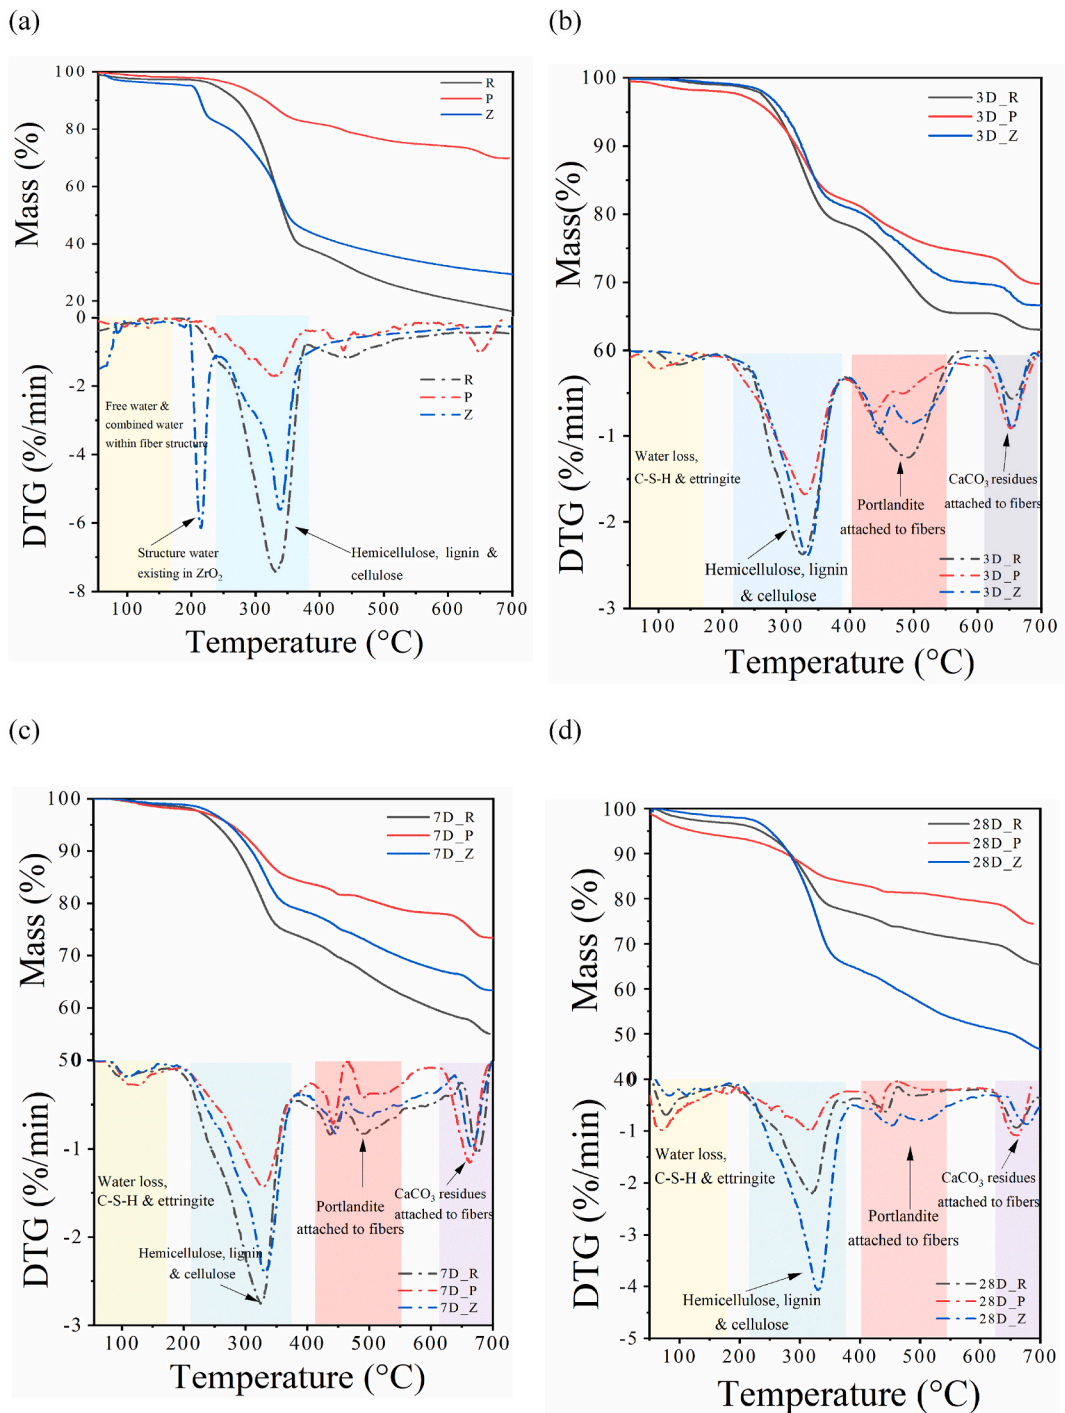 (a)
100
80
60
40
20
Mass (%)
R
P
Z
0
-2
-4
-6
-8
DTG (%/min)
R
P
Z
Free water &
combined water
within fiber structure
Structure water
existing in ZrO₂
Hemicellulose, lignin &
cellulose
100 200 300 400 500 600 700
Temperature (°C)
(b)
100
90
80
70
60
Mass(%)
3D_R
3D_P
3D_Z
-1
-2
-3
DTG (%/min)
Water loss,
C-S-H & ettringite
Hemicellulose, lignin
& cellulose
Portlandite
attached to fibers
CaCO₃ residues
attached to fibers
3D_R
3D_P
3D_Z
100 200 300 400 500 600 700
Temperature (°C)
(c)
100
90
80
70
60
50
Mass (%)
7D_R
7D_P
7D_Z
0
-1
-2
-3
DTG (%/min)
Water loss,
C-S-H & ettringite
Hemicellulose, lignin
& cellulose
Portlandite
attached to fibers
CaCO₃ residues
attached to fibers
7D_R
7D_P
7D_Z
100 200 300 400 500 600 700
Temperature (°C)
(d)
100
90
80
70
60
50
40
Mass (%)
28D_R
28D_P
28D_Z
0
-1
-2
-3
-4
-5
DTG (%/min)
Water loss,
C-S-H & ettringite
Hemicellulose, lignin
& cellulose
Portlandite
attached to fibers
CaCO₃ residues
attached to fibers
28D_R
28D_P
28D_Z
100 200 300 400 500 600 700
Temperature (°C)